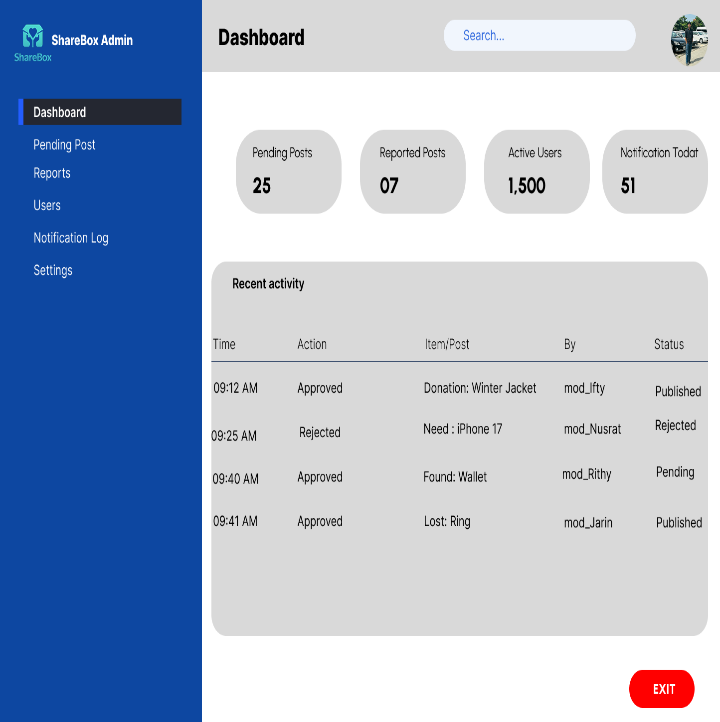 ShareBox Admin
ShareBox
Dashboard
Search...
Dashboard
Pending Post
Reports
Users
Notification Log
Settings
Pending Posts
25
Reported Posts
07
Active Users
1,500
Notification Todat
51
Recent activity
Time Action Item/Post By Status
09:12 AM Approved Donation: Winter Jacket mod_Ifty Published
09:25 AM Rejected Need : iPhone 17 mod_Nusrat Rejected
09:40 AM Approved Found: Wallet mod_Rithy Pending
09:41 AM Approved Lost: Ring mod_Jarin Published
EXIT